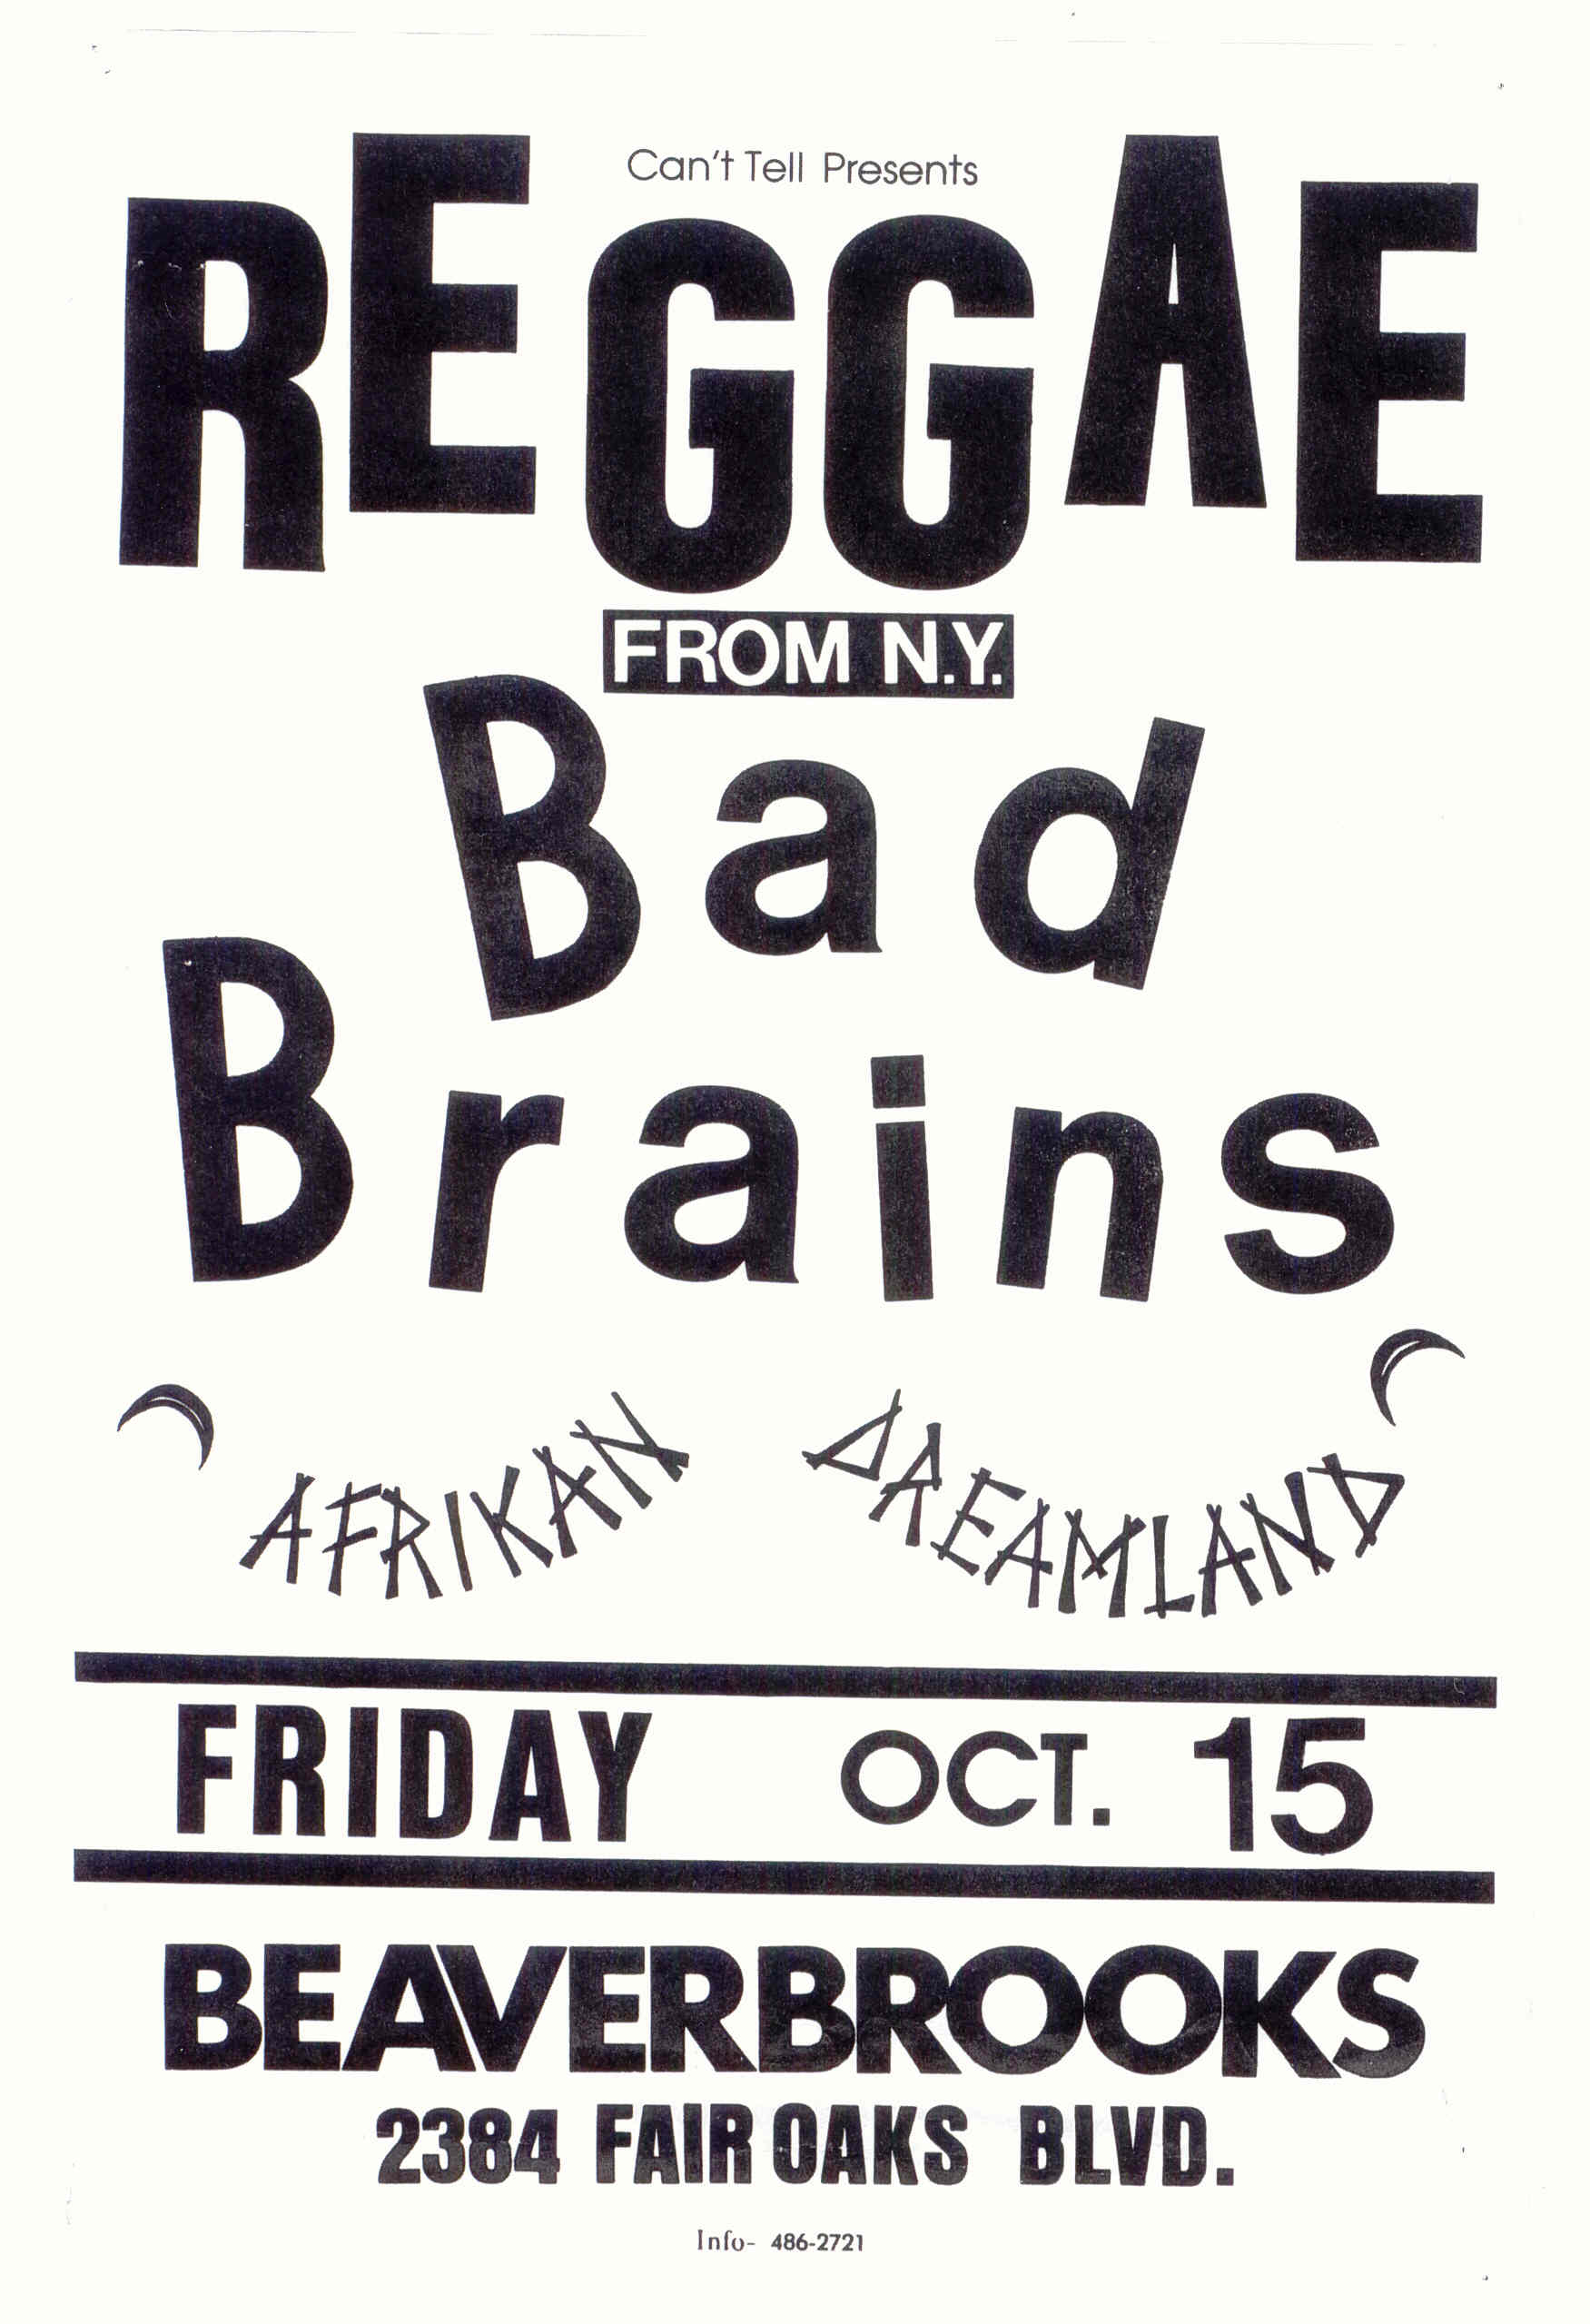 Can't Tell Presents
REGGAE
FROM N.Y.
Bad
Brains
AFRIKAN DREAMLAND
FRIDAY OCT. 15
BEAVERBROOKS
2384 FAIR OAKS BLVD.
Info- 486-2721